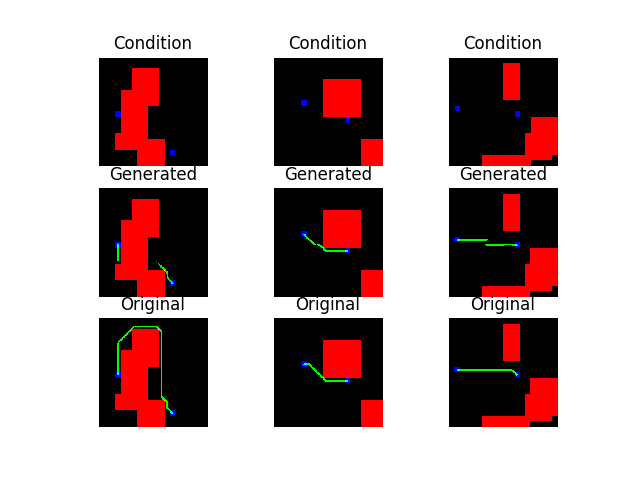 Condition Condition Condition
Generated Generated Generated
Original Original Original